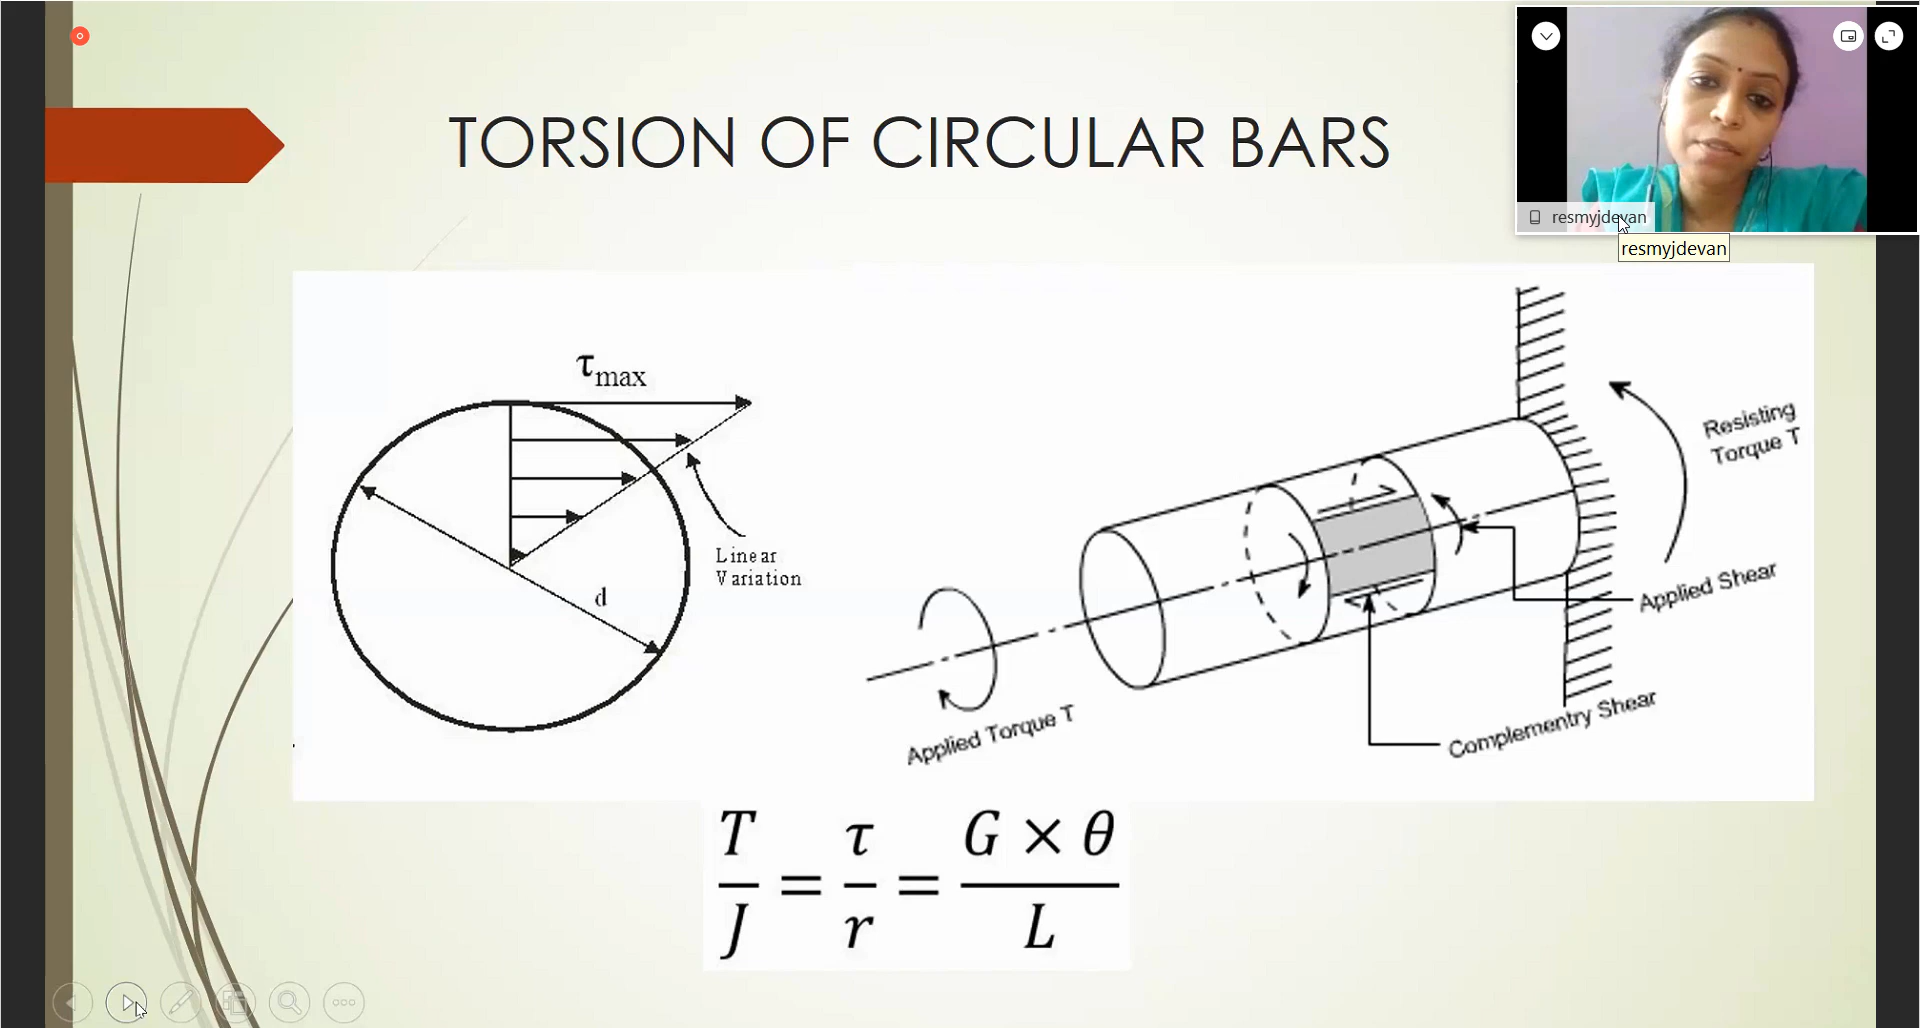 TORSION OF CIRCULAR BARS
resmyjdevan
resmyjdevan
τmax
Linear
Variation
d
Resisting
Torque T
Applied Shear
Complementry Shear
Applied Torque T
T/J = τ/r = G × θ/L